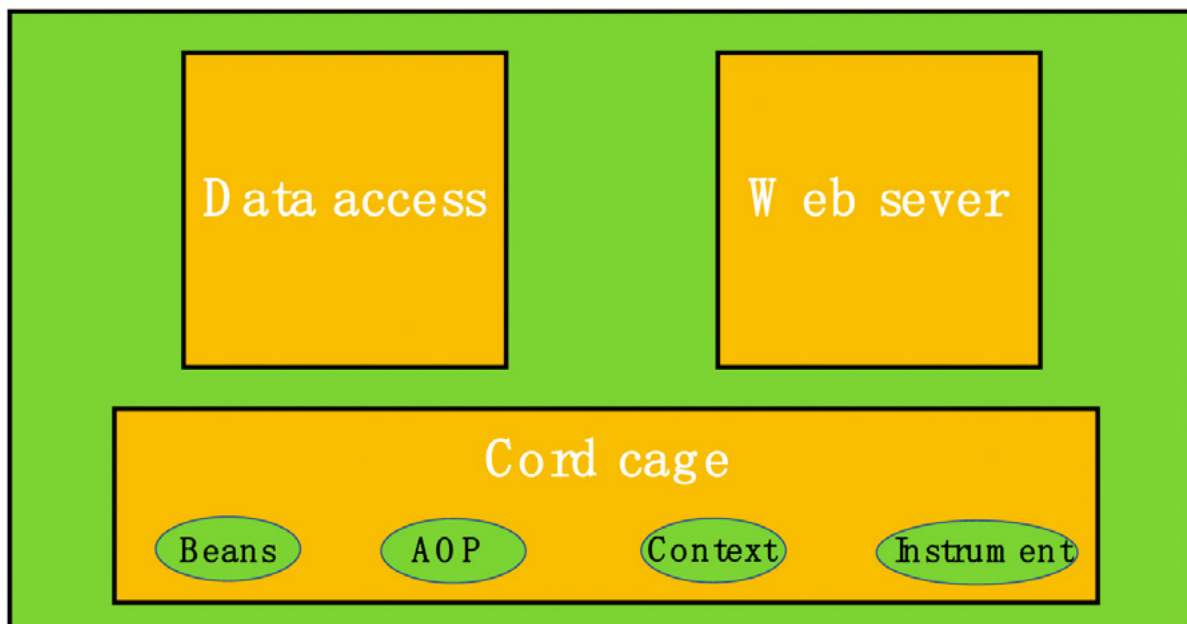 Data access
Web sever
Cord cage
Beans
AOP
Context
Instrument